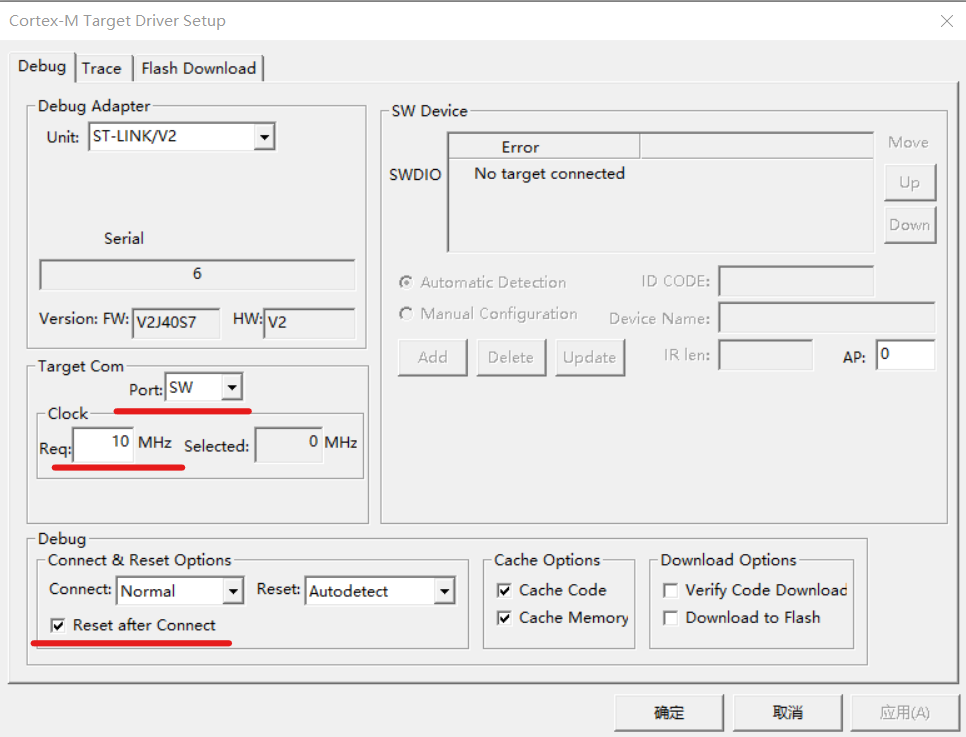 Cortex-M Target Driver Setup
Debug Trace Flash Download
Debug Adapter
Unit: ST-LINK/V2
Serial
6
Version: FW: V2J40S7 HW: V2
Target Com
Port: SW
Clock
Req: 10 MHz Selected: 0 MHz
SW Device
Error
SWDIO No target connected
Move
Up
Down
Automatic Detection ID CODE:
Manual Configuration Device Name:
Add Delete Update IR len: AP: 0
Debug
Connect & Reset Options
Connect: Normal Reset: Autodetect
Reset after Connect
Cache Options
Cache Code
Cache Memory
Download Options
Verify Code Download
Download to Flash
确定 取消 应用(A)